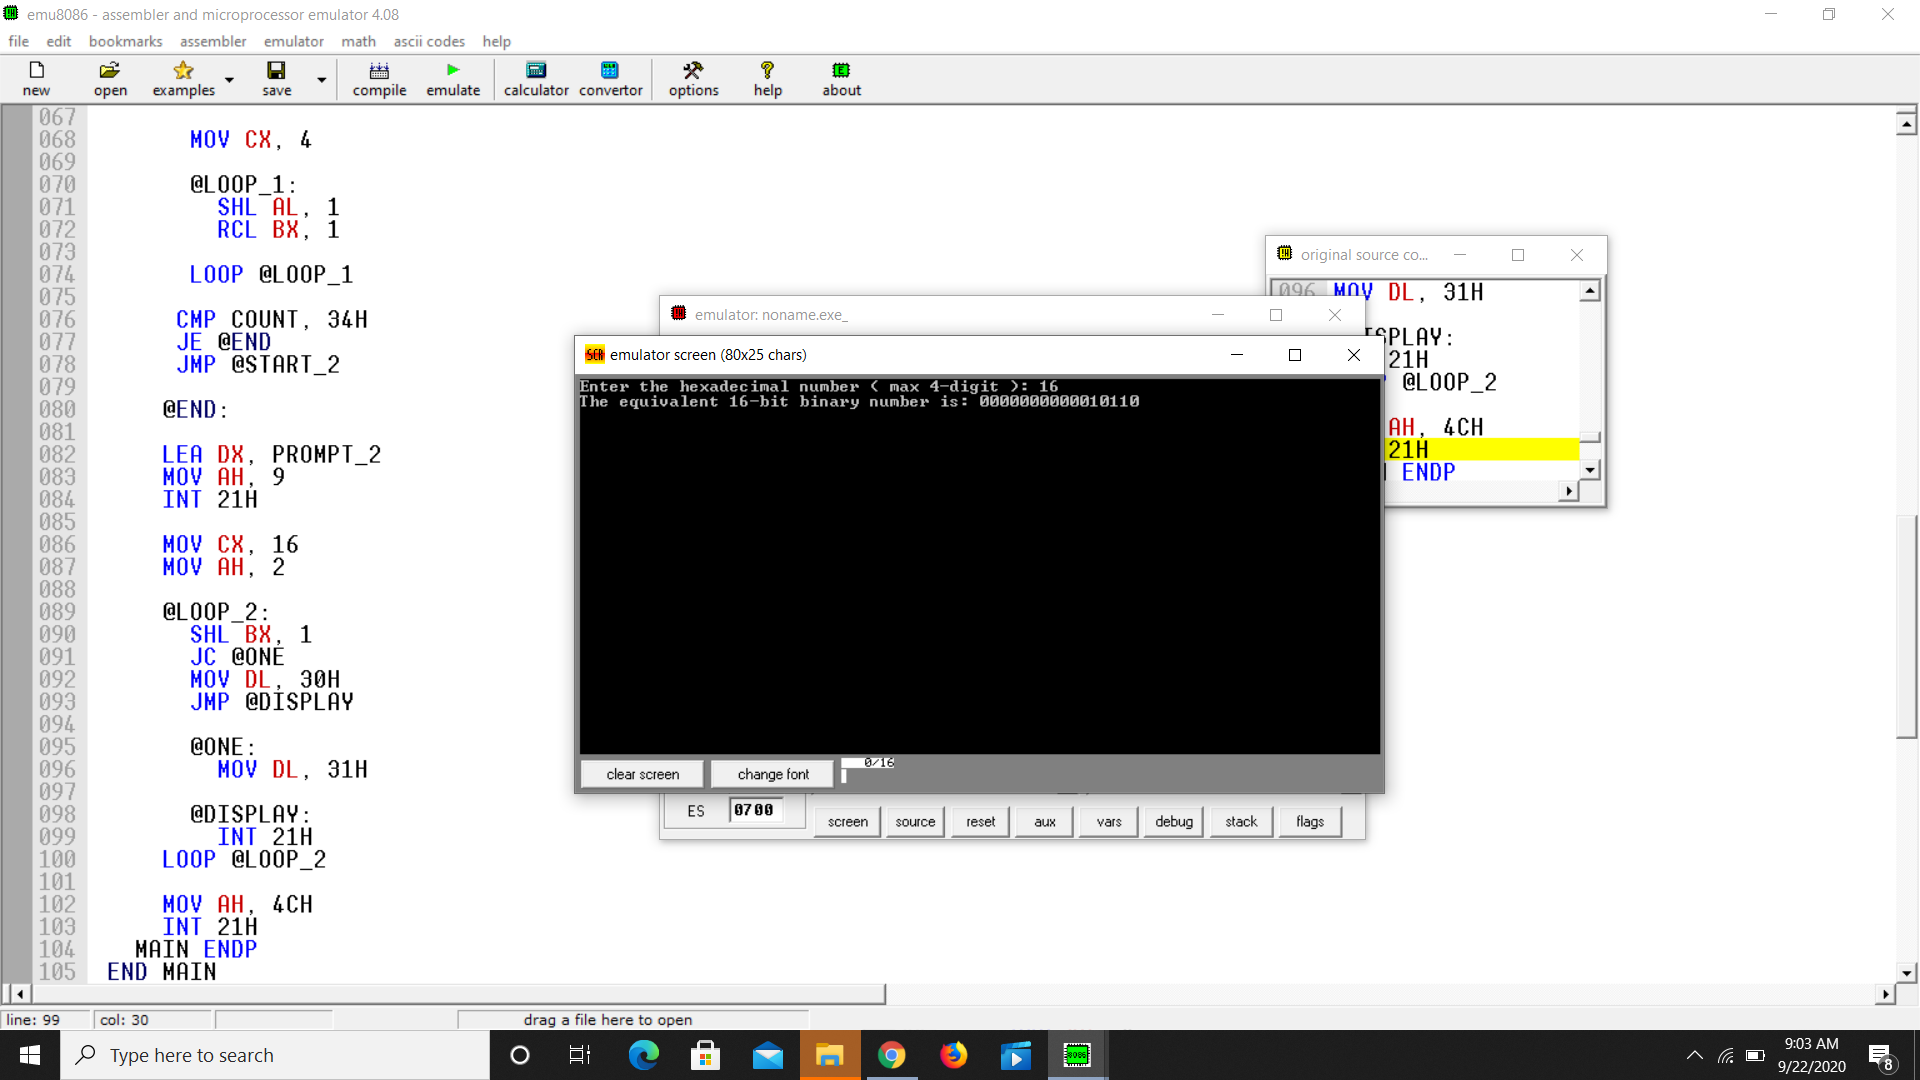 emu8086 - assembler and microprocessor emulator 4.08
file edit bookmarks assembler emulator math ascii codes help
new open examples save compile emulate calculator convertor options help about
067
068 MOV CX, 4
069
070 @LOOP_1:
071 SHL AL, 1
072 RCL BX, 1
073
074 LOOP @LOOP_1
075
076 CMP COUNT, 34H
077 JE @END
078 JMP @START_2
079
080 @END:
081
082 LEA DX, PROMPT_2
083 MOV AH, 9
084 INT 21H
085
086 MOV CX, 16
087 MOV AH, 2
088
089 @LOOP_2:
090 SHL BX, 1
091 JC @ONE
092 MOV DL, 30H
093 JMP @DISPLAY
094
095 @ONE:
096 MOV DL, 31H
097
098 @DISPLAY:
099 INT 21H
100 LOOP @LOOP_2
101
102 MOV AH, 4CH
103 INT 21H
104 MAIN ENDP
105 END MAIN
original source co...
096 MOV DL, 31H
SPLAY:
21H
@LOOP_2
AH, 4CH
21H
ENDP
emulator: noname.exe_
SCR emulator screen (80x25 chars)
Enter the hexadecimal number ( max 4-digit ): 16
The equivalent 16-bit binary number is: 0000000000010110
clear screen change font 0/16
ES 0700
screen source reset aux vars debug stack flags
line: 99 col: 30 drag a file here to open
Type here to search
8086
9:03 AM
9/22/2020
8